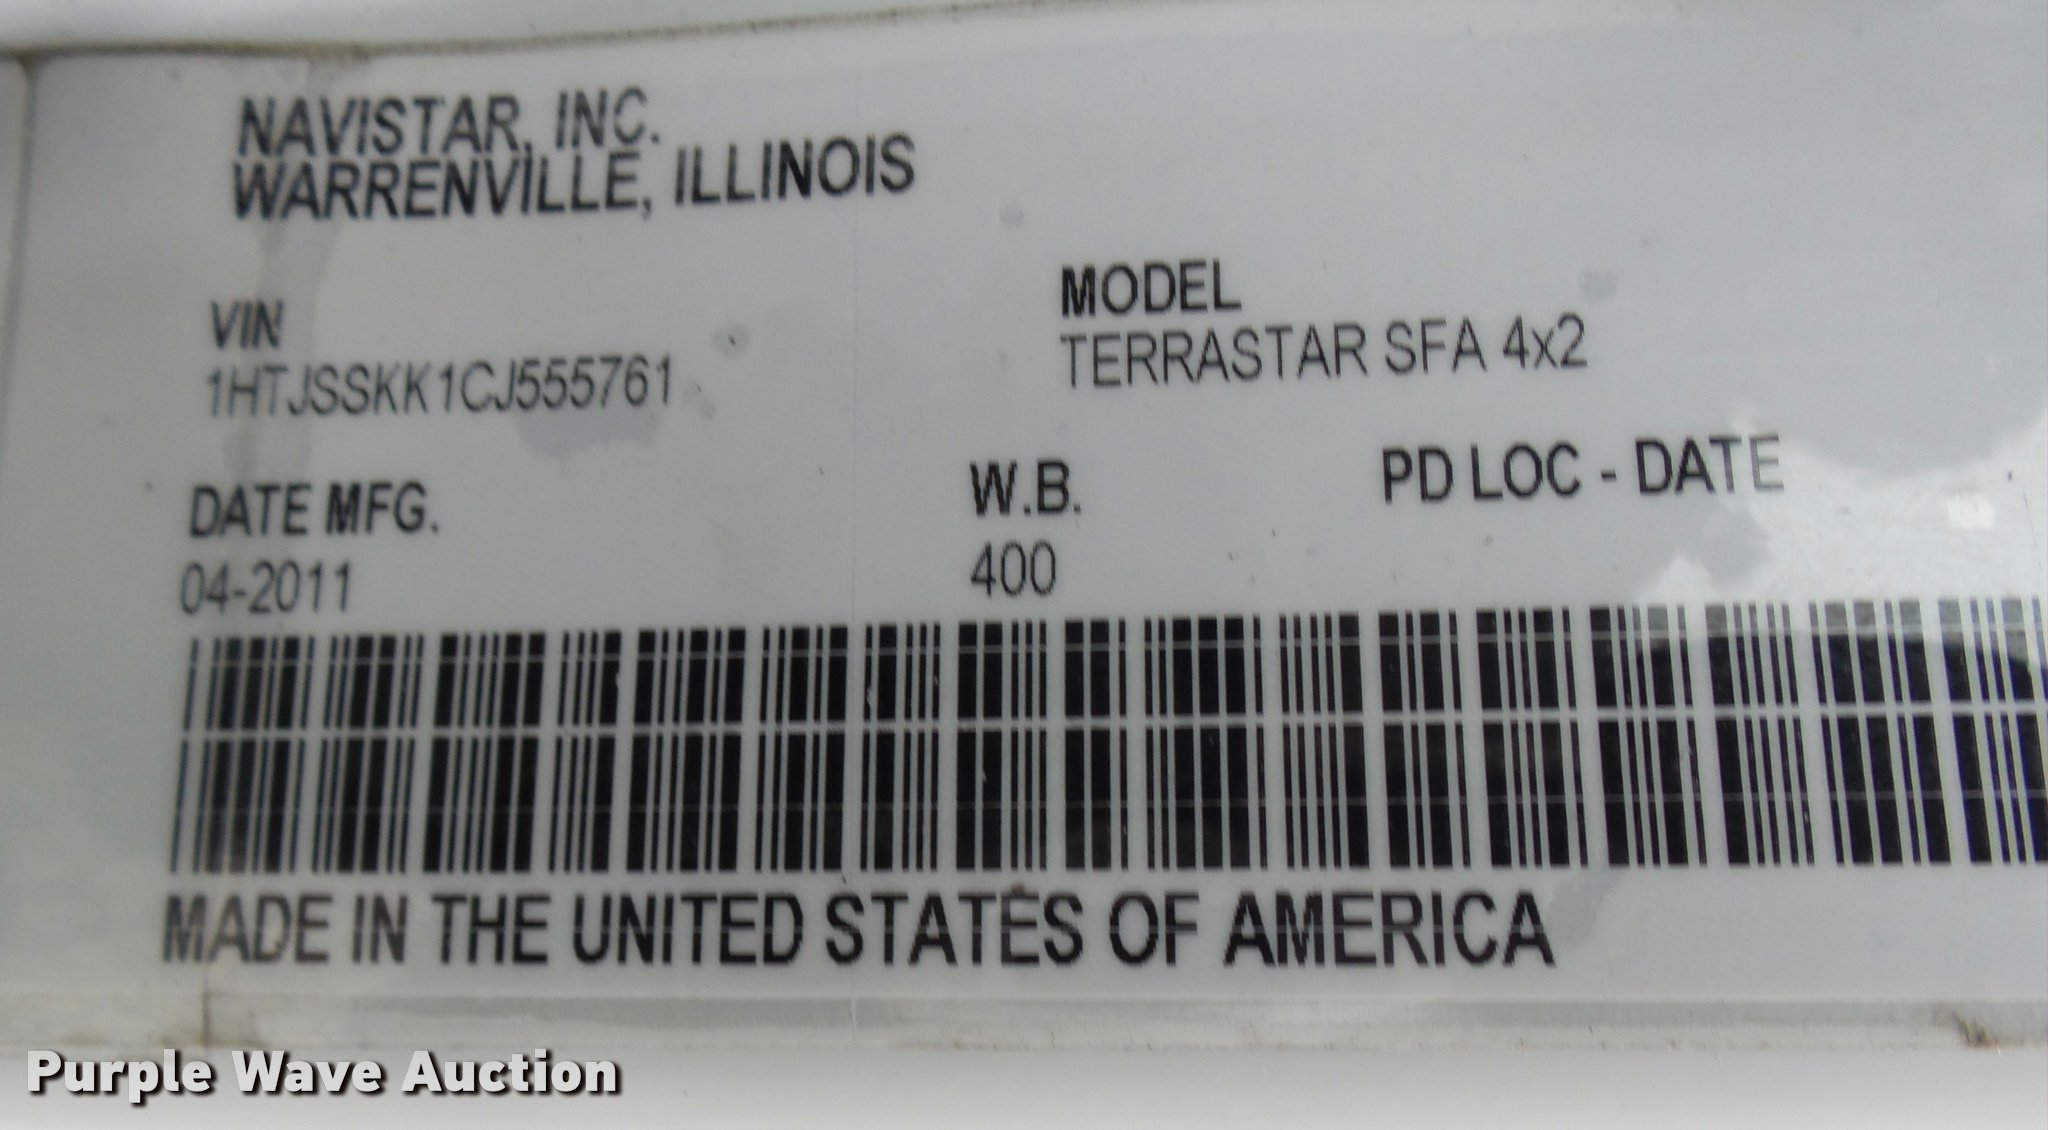 NAVISTAR, INC.
WARRENVILLE, ILLINOIS
VIN
1HTJSSKK1CJ555761
MODEL
TERRASTAR SFA 4x2
DATE MFG.
04-2011
W.B.
400
PD LOC - DATE
MADE IN THE UNITED STATES OF AMERICA
Purple Wave Auction